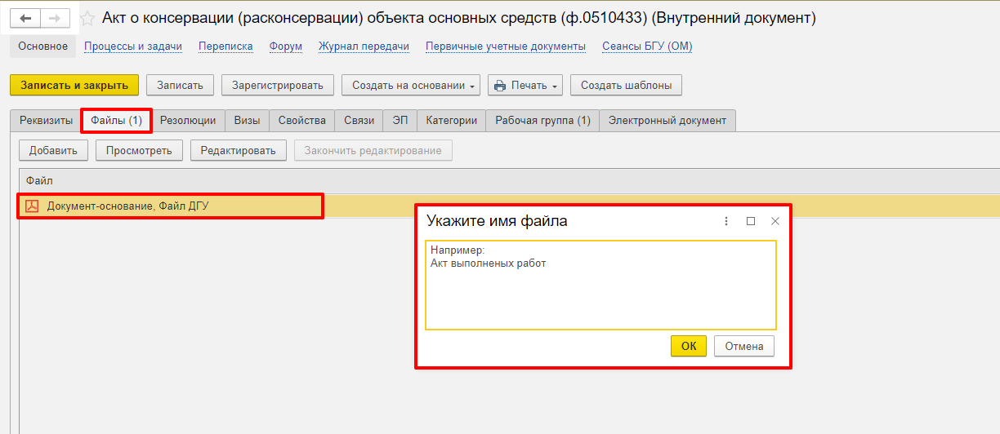 Акт о консервации (расконсервации) объекта основных средств (ф.0510433) (Внутренний документ)
Основное Процессы и задачи Переписка Форум Журнал передачи Первичные учетные документы Сеансы БГУ (ОМ)
Записать и закрыть Записать Зарегистрировать Создать на основании Печать Создать шаблоны
Реквизиты Файлы (1) Резолюции Визы Свойства Связи ЭП Категории Рабочая группа (1) Электронный документ
Добавить Просмотреть Редактировать Закончить редактирование
Файл
Документ-основание, Файл ДГУ
Укажите имя файла
Например:
Акт выполненых работ
ОК Отмена